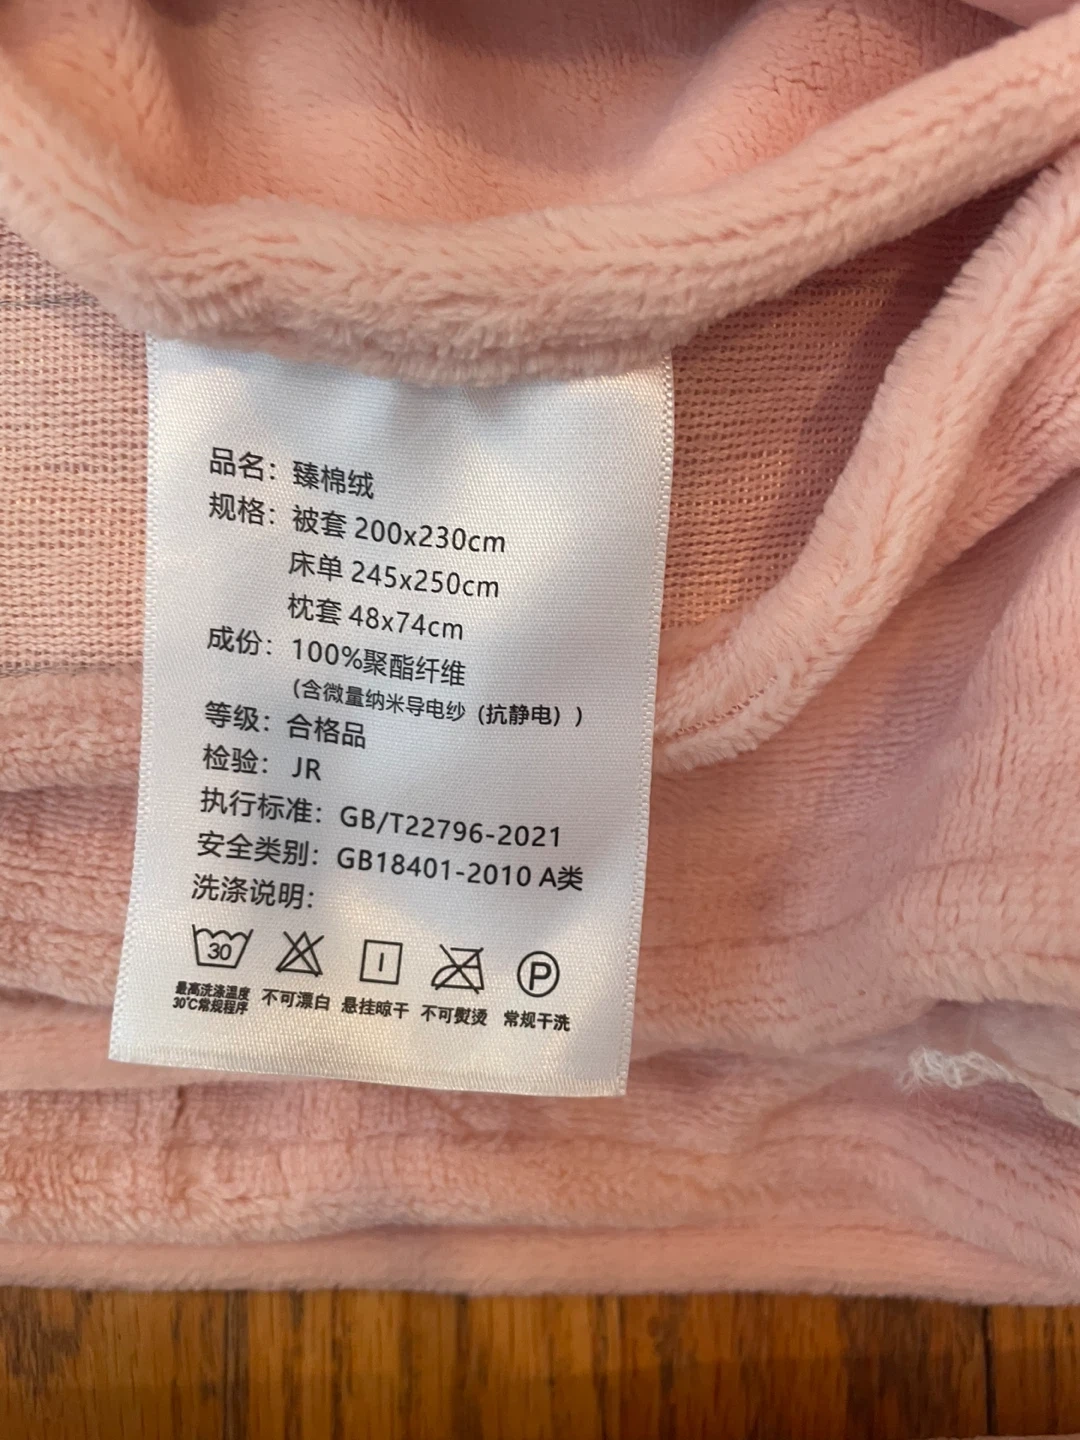 品名：臻棉绒
规格：被套 200x230cm
床单 245x250cm
枕套 48x74cm
成份：100%聚酯纤维
(含微量纳米导电纱（抗静电）)
等级：合格品
检验：JR
执行标准：GB/T22796-2021
安全类别：GB18401-2010 A类
洗涤说明：
30 P
最高洗涤温度 不可漂白 悬挂晾干 不可熨烫 常规干洗
30℃常规程序